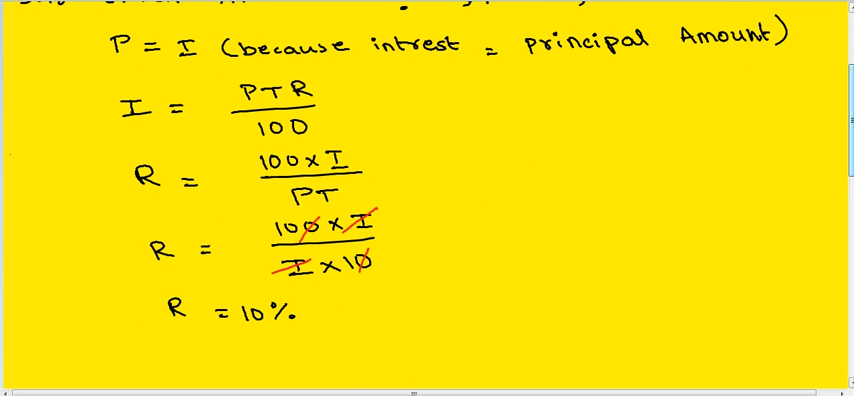 P = I (because intrest = principal Amount)
I = PTR
100
R = 100 x I
PT
R = 100 x I
I x 10
R = 10%